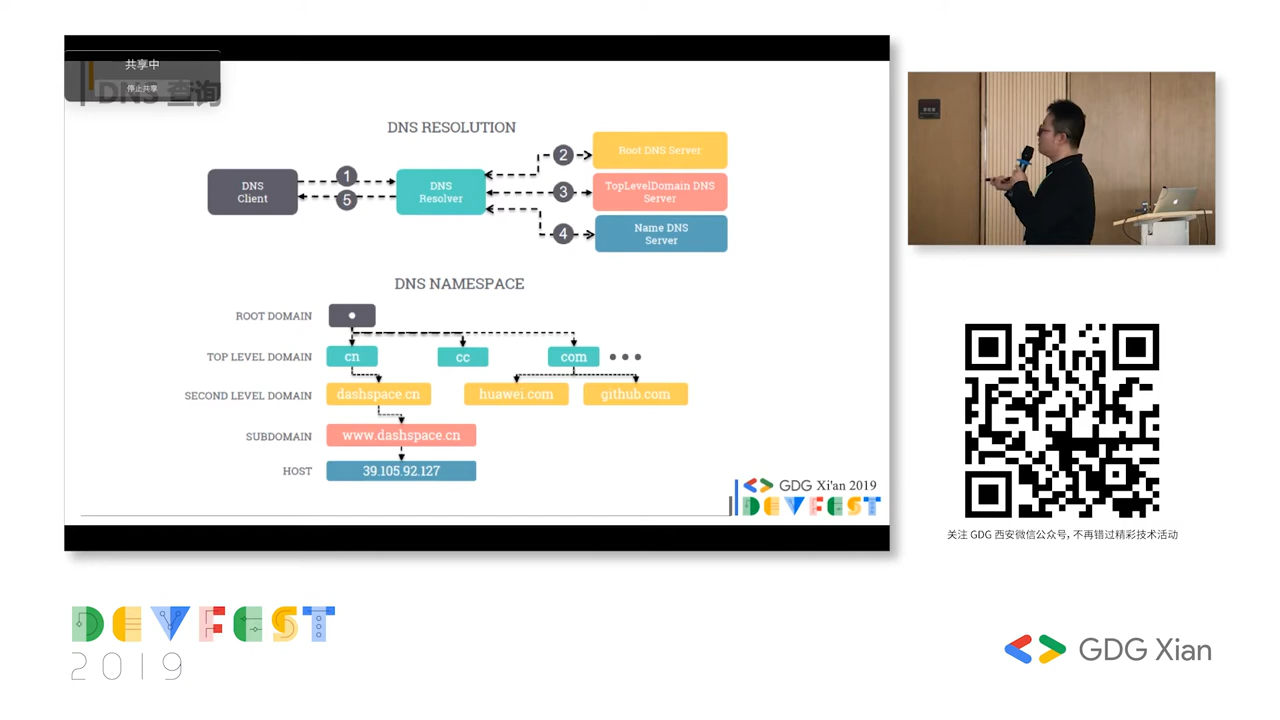 共享中
停止共享
DNS 查询
DNS RESOLUTION
DNS
Client
1
5
DNS
Resolver
2
3
4
Root DNS Server
TopLevelDomain DNS
Server
Name DNS
Server
DNS NAMESPACE
ROOT DOMAIN
TOP LEVEL DOMAIN
cn
cc
com
SECOND LEVEL DOMAIN
dashspace.cn
huawei.com
github.com
SUBDOMAIN
www.dashspace.cn
HOST
39.105.92.127
GDG Xi'an 2019
DEVFEST
关注 GDG 西安微信公众号, 不再错过精彩技术活动
DEVFEST
2019
GDG Xian